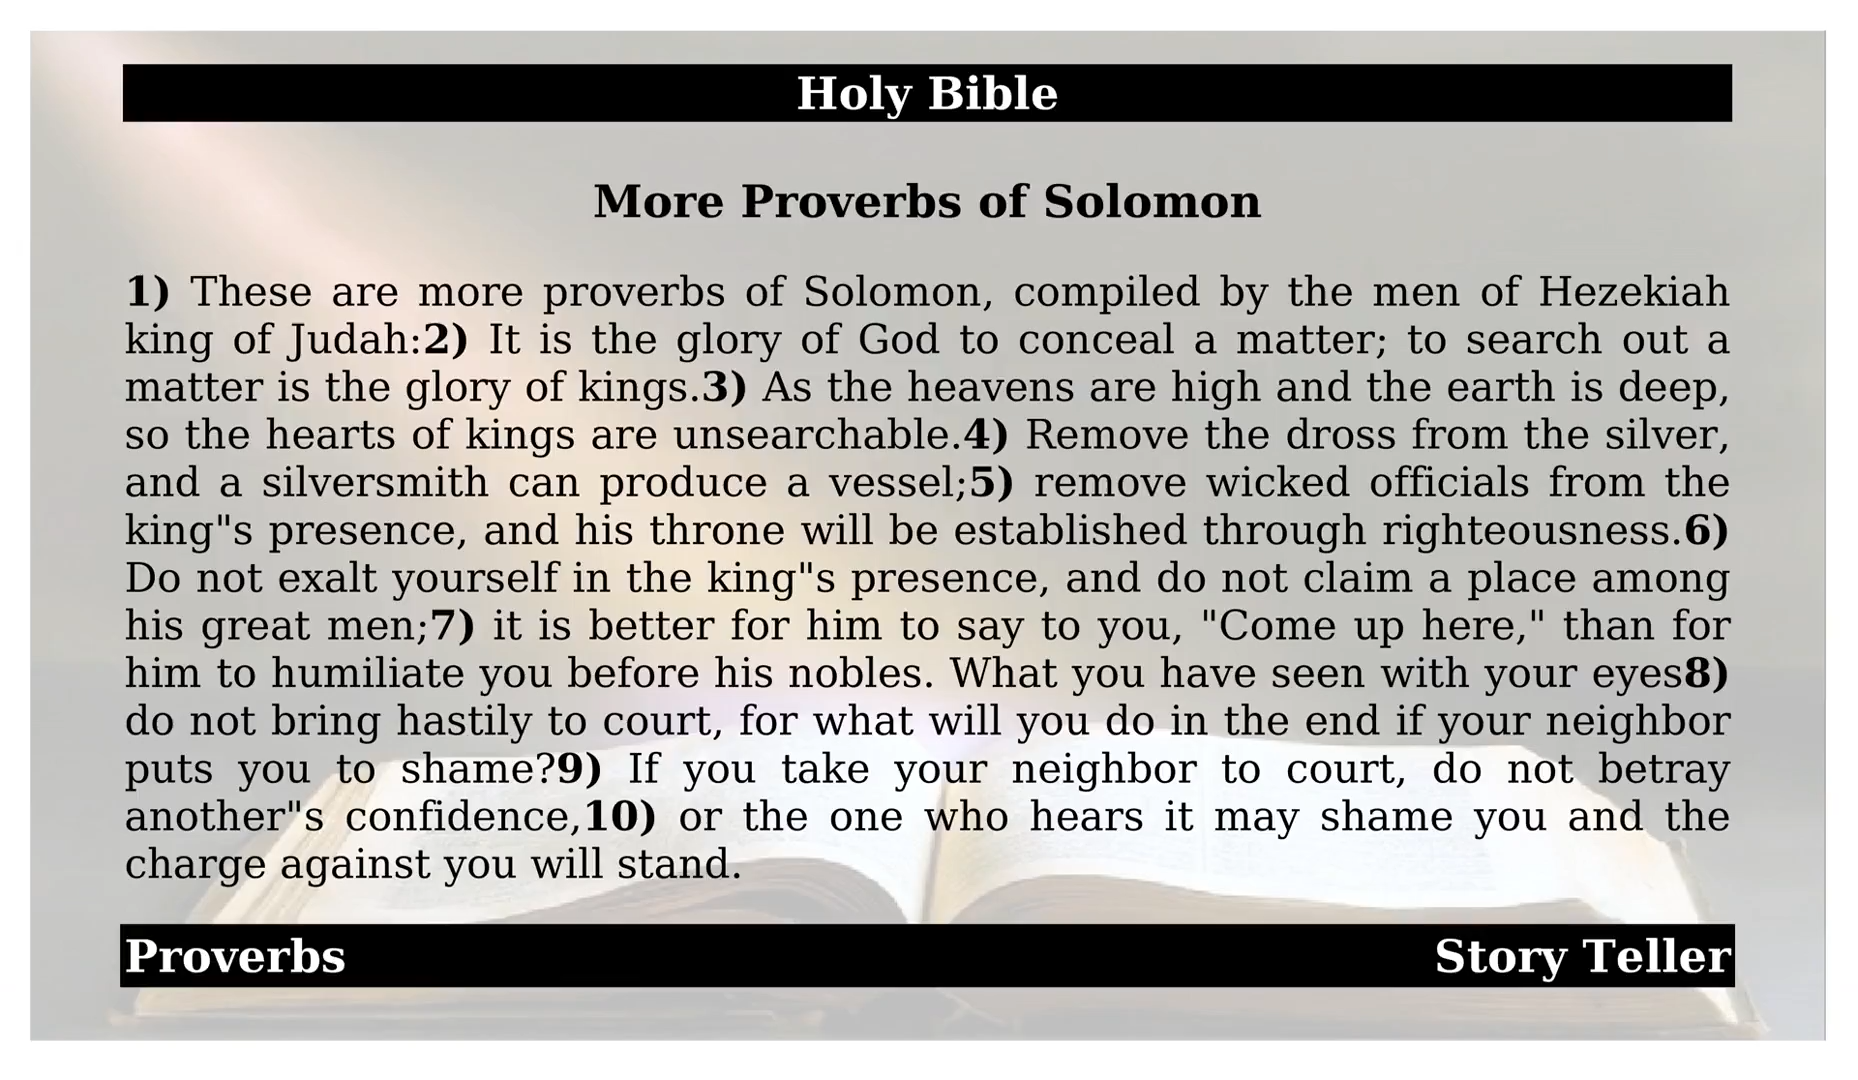 Holy Bible
More Proverbs of Solomon
1) These are more proverbs of Solomon, compiled by the men of Hezekiah
king of Judah:2) It is the glory of God to conceal a matter; to search out a
matter is the glory of kings.3) As the heavens are high and the earth is deep,
so the hearts of kings are unsearchable.4) Remove the dross from the silver,
and a silversmith can produce a vessel;5) remove wicked officials from the
king"s presence, and his throne will be established through righteousness.6)
Do not exalt yourself in the king"s presence, and do not claim a place among
his great men;7) it is better for him to say to you, "Come up here," than for
him to humiliate you before his nobles. What you have seen with your eyes8)
do not bring hastily to court, for what will you do in the end if your neighbor
puts you to shame?9) If you take your neighbor to court, do not betray
another"s confidence,10) or the one who hears it may shame you and the
charge against you will stand.
Proverbs
Story Teller